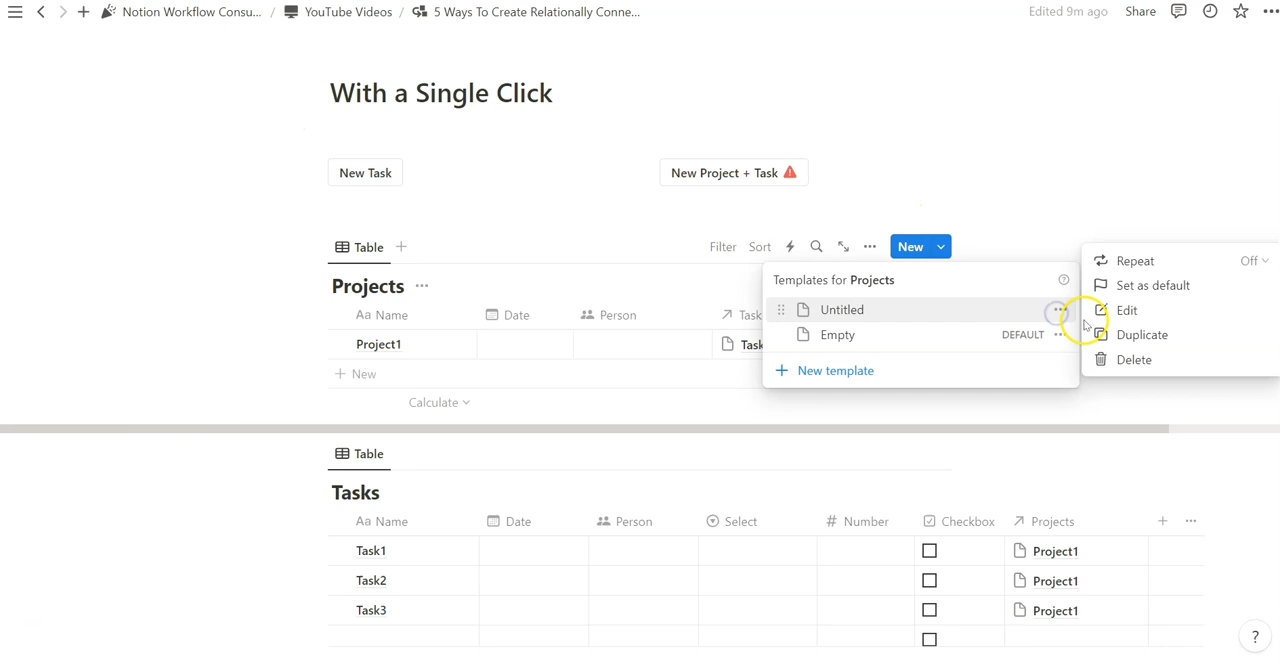 Notion Workflow Consu... / YouTube Videos / 5 Ways To Create Relationally Conne... Edited 9m ago Share
With a Single Click
New Task New Project + Task
Table Filter Sort New
Projects
Aa Name Date Person Task
Project1 Task
+ New
Calculate
Templates for Projects
Untitled
Empty DEFAULT
+ New template
Repeat Off
Set as default
Edit
Duplicate
Delete
Table
Tasks
Aa Name Date Person Select # Number Checkbox Projects
Task1 Project1
Task2 Project1
Task3 Project1
?